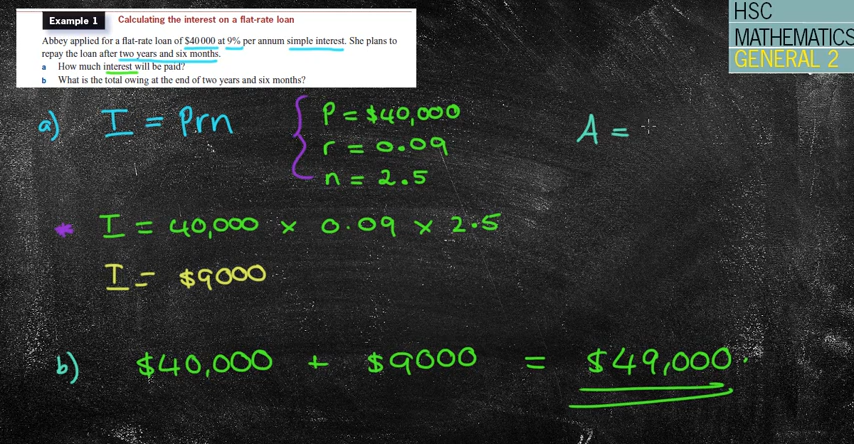 Example 1 Calculating the interest on a flat-rate loan
Abbey applied for a flat-rate loan of $40 000 at 9% per annum simple interest. She plans to
repay the loan after two years and six months.
a How much interest will be paid?
b What is the total owing at the end of two years and six months?
HSC
MATHEMATICS
GENERAL 2
a) I = Prn
P = $40,000
r = 0.09
n = 2.5
A =
* I = 40,000 × 0.09 × 2.5
I = $9000
b) $40,000 + $9000 = $49,000.